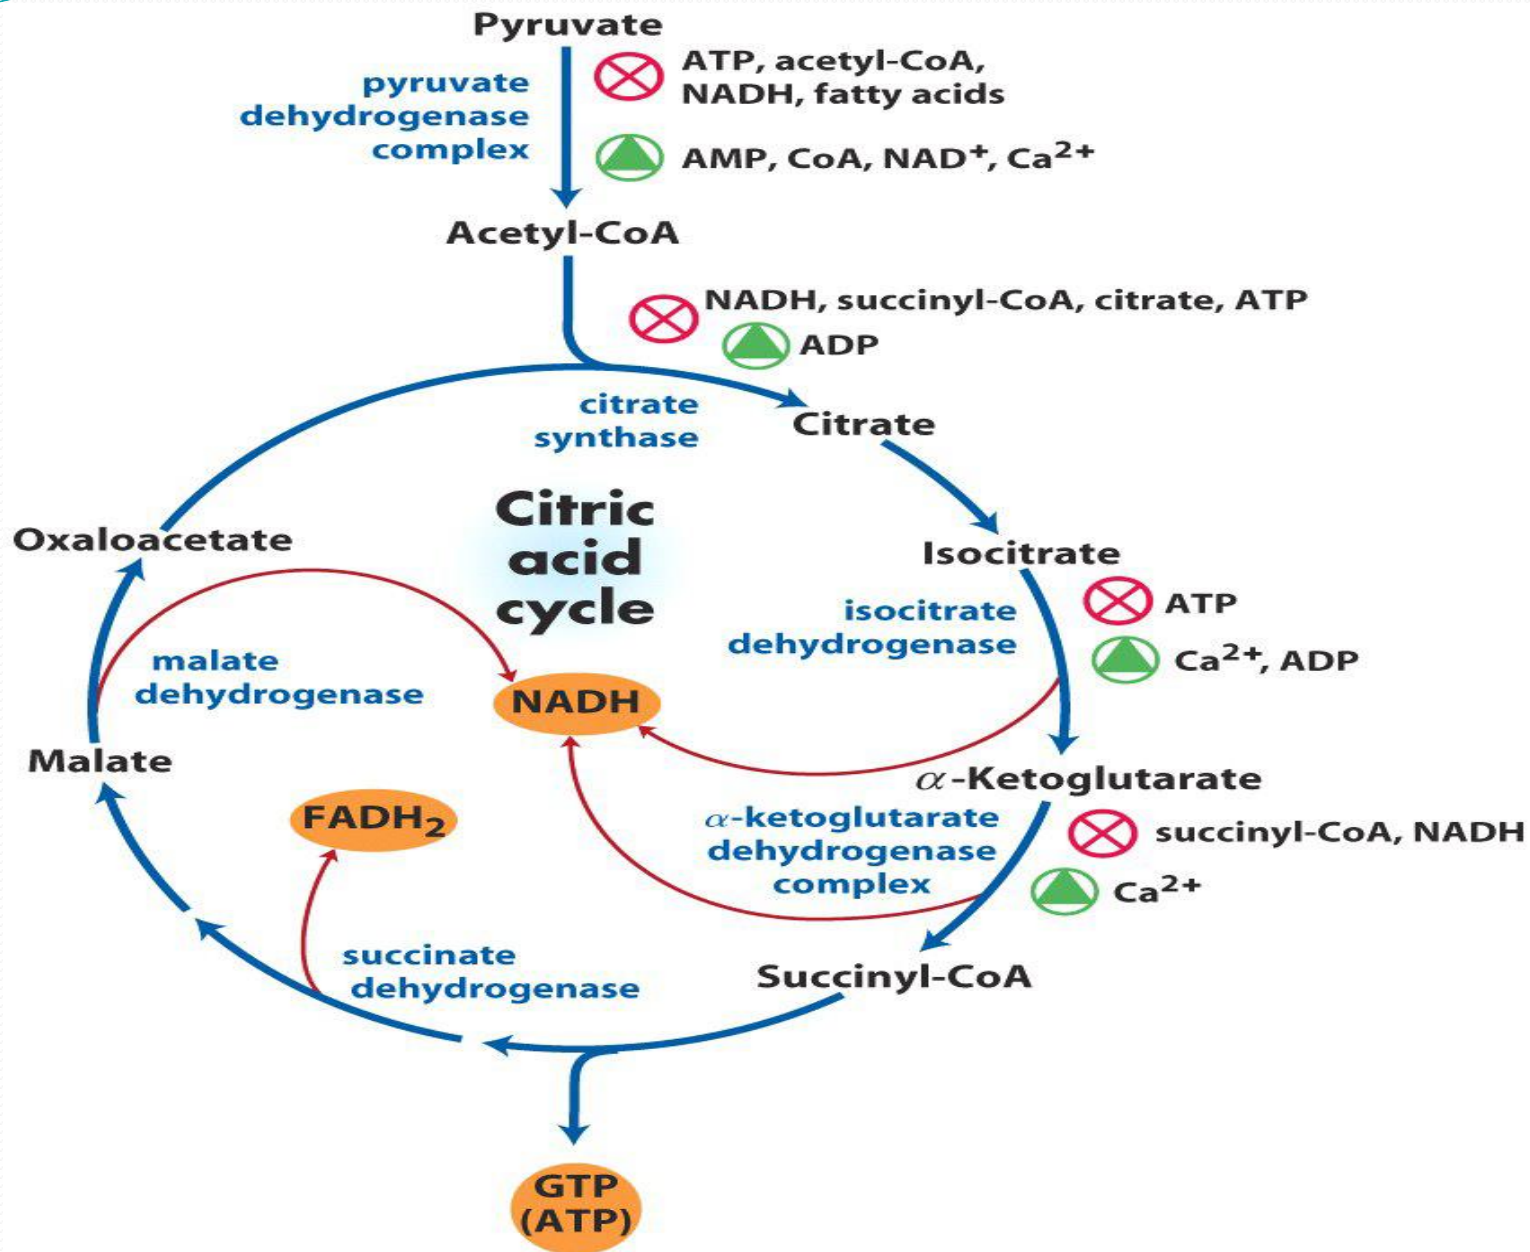 Pyruvate
pyruvate
dehydrogenase
complex
ATP, acetyl-CoA,
NADH, fatty acids
AMP, CoA, NAD⁺, Ca²⁺
Acetyl-CoA
NADH, succinyl-CoA, citrate, ATP
ADP
citrate
synthase
Citrate
Citric
acid
cycle
Oxaloacetate
Isocitrate
isocitrate
dehydrogenase
ATP
Ca²⁺, ADP
malate
dehydrogenase
NADH
Malate
α-Ketoglutarate
FADH₂
α-ketoglutarate
dehydrogenase
complex
succinyl-CoA, NADH
Ca²⁺
succinate
dehydrogenase
Succinyl-CoA
GTP
(ATP)